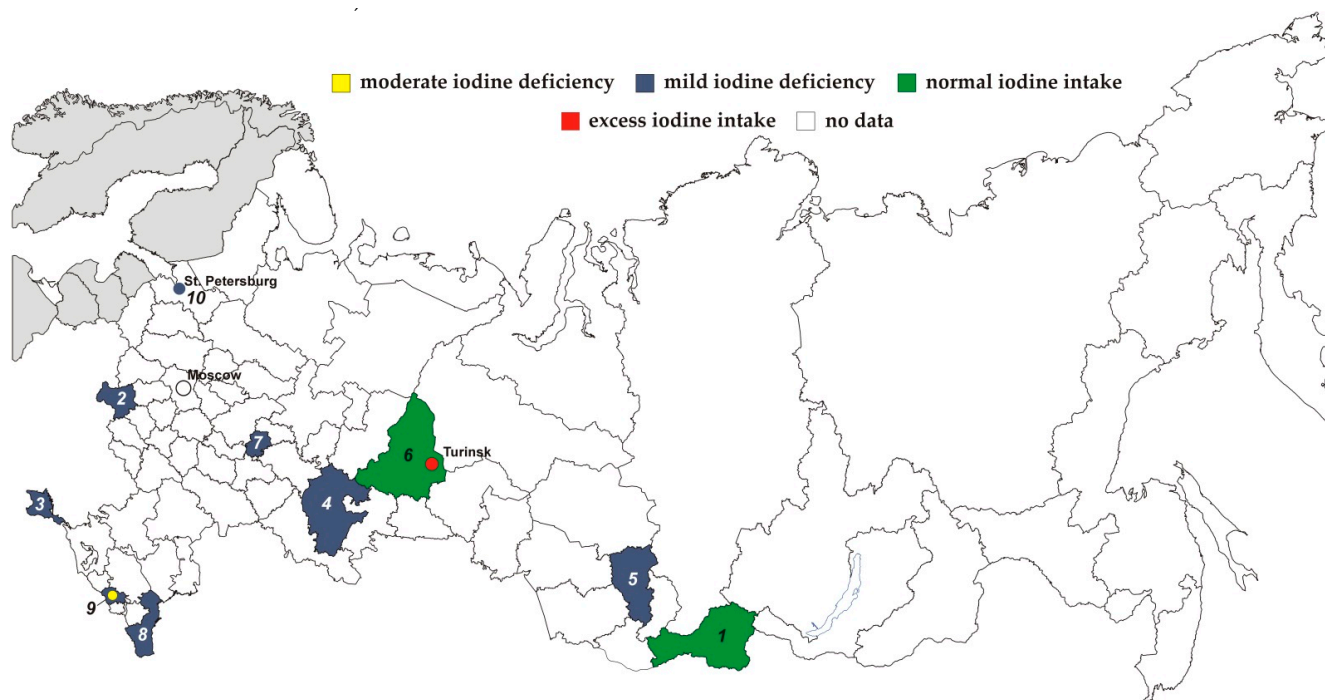 moderate iodine deficiency mild iodine deficiency normal iodine intake
excess iodine intake no data
St. Petersburg
10
Moscow
2
7
Turinsk
6
3
4
5
9
8
1